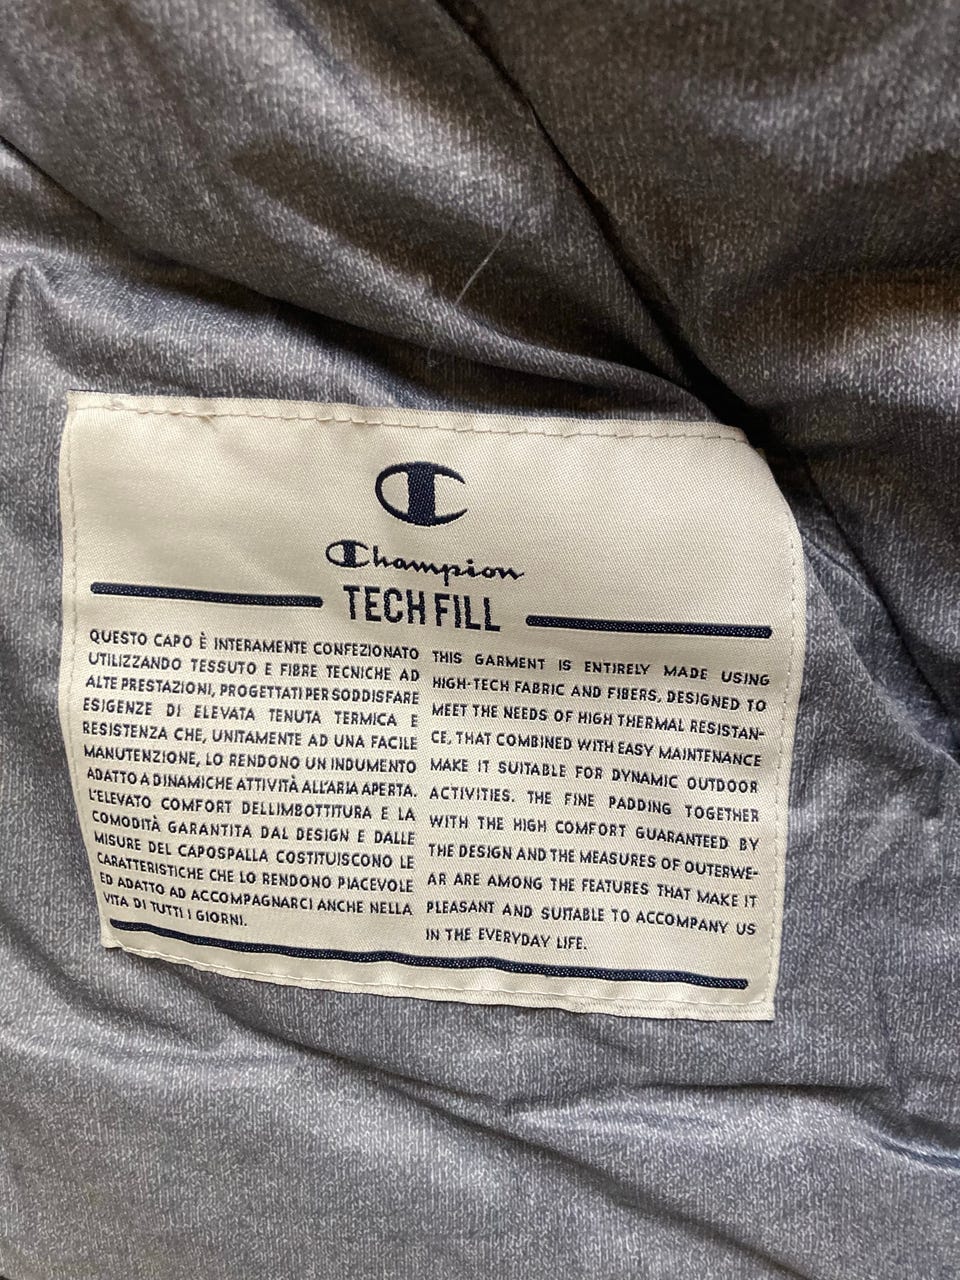 Champion
TECH FILL
QUESTO CAPO È INTERAMENTE CONFEZIONATO
UTILIZZANDO TESSUTO E FIBRE TECNICHE AD
ALTE PRESTAZIONI, PROGETTATI PER SODDISFARE
ESIGENZE DI ELEVATA TENUTA TERMICA E
RESISTENZA CHE, UNITAMENTE AD UNA FACILE
MANUTENZIONE, LO RENDONO UN INDUMENTO
ADATTO A DINAMICHE ATTIVITÀ ALL'ARIA APERTA.
L'ELEVATO COMFORT DELLIMBOTTITURA E LA
COMODITÀ GARANTITA DAL DESIGN E DALLE
MISURE DEL CAPOSPALLA COSTITUISCONO LE
CARATTERISTICHE CHE LO RENDONO PIACEVOLE
ED ADATTO AD ACCOMPAGNARCI ANCHE NELLA
VITA DI TUTTI I GIORNI.
THIS GARMENT IS ENTIRELY MADE USING
HIGH-TECH FABRIC AND FIBERS, DESIGNED TO
MEET THE NEEDS OF HIGH THERMAL RESISTAN-
CE, THAT COMBINED WITH EASY MAINTENANCE
MAKE IT SUITABLE FOR DYNAMIC OUTDOOR
ACTIVITIES. THE FINE PADDING TOGETHER
WITH THE HIGH COMFORT GUARANTEED BY
THE DESIGN AND THE MEASURES OF OUTERWE-
AR ARE AMONG THE FEATURES THAT MAKE IT
PLEASANT AND SUITABLE TO ACCOMPANY US
IN THE EVERYDAY LIFE.